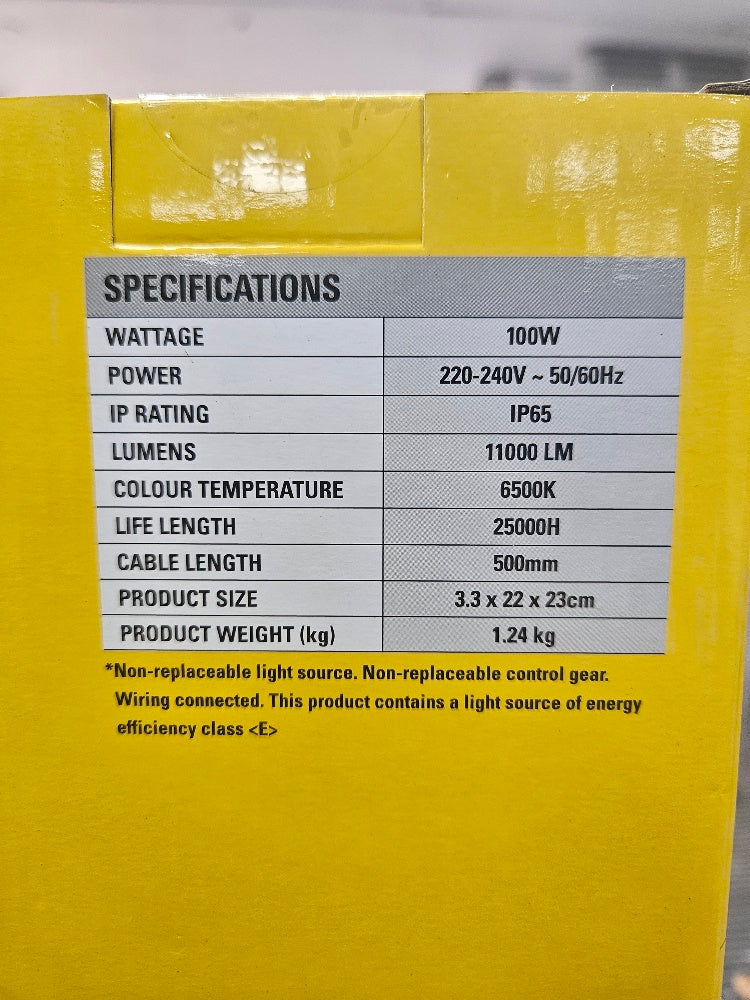 SPECIFICATIONS
WATTAGE 100W
POWER 220-240V ~ 50/60Hz
IP RATING IP65
LUMENS 11000 LM
COLOUR TEMPERATURE 6500K
LIFE LENGTH 25000H
CABLE LENGTH 500mm
PRODUCT SIZE 3.3 x 22 x 23cm
PRODUCT WEIGHT (kg) 1.24 kg
*Non-replaceable light source. Non-replaceable control gear.
Wiring connected. This product contains a light source of energy
efficiency class <E>